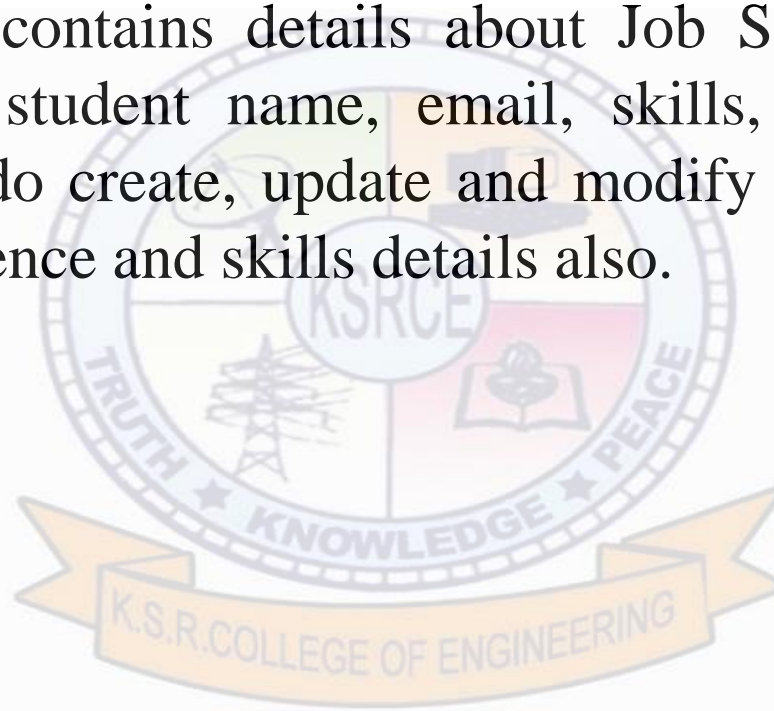 contains details about Job S
student name, email, skills,
do create, update and modify
ence and skills details also.
KSRCE
TRUTH ★ KNOWLEDGE ★ PEACE
K.S.R.COLLEGE OF ENGINEERING